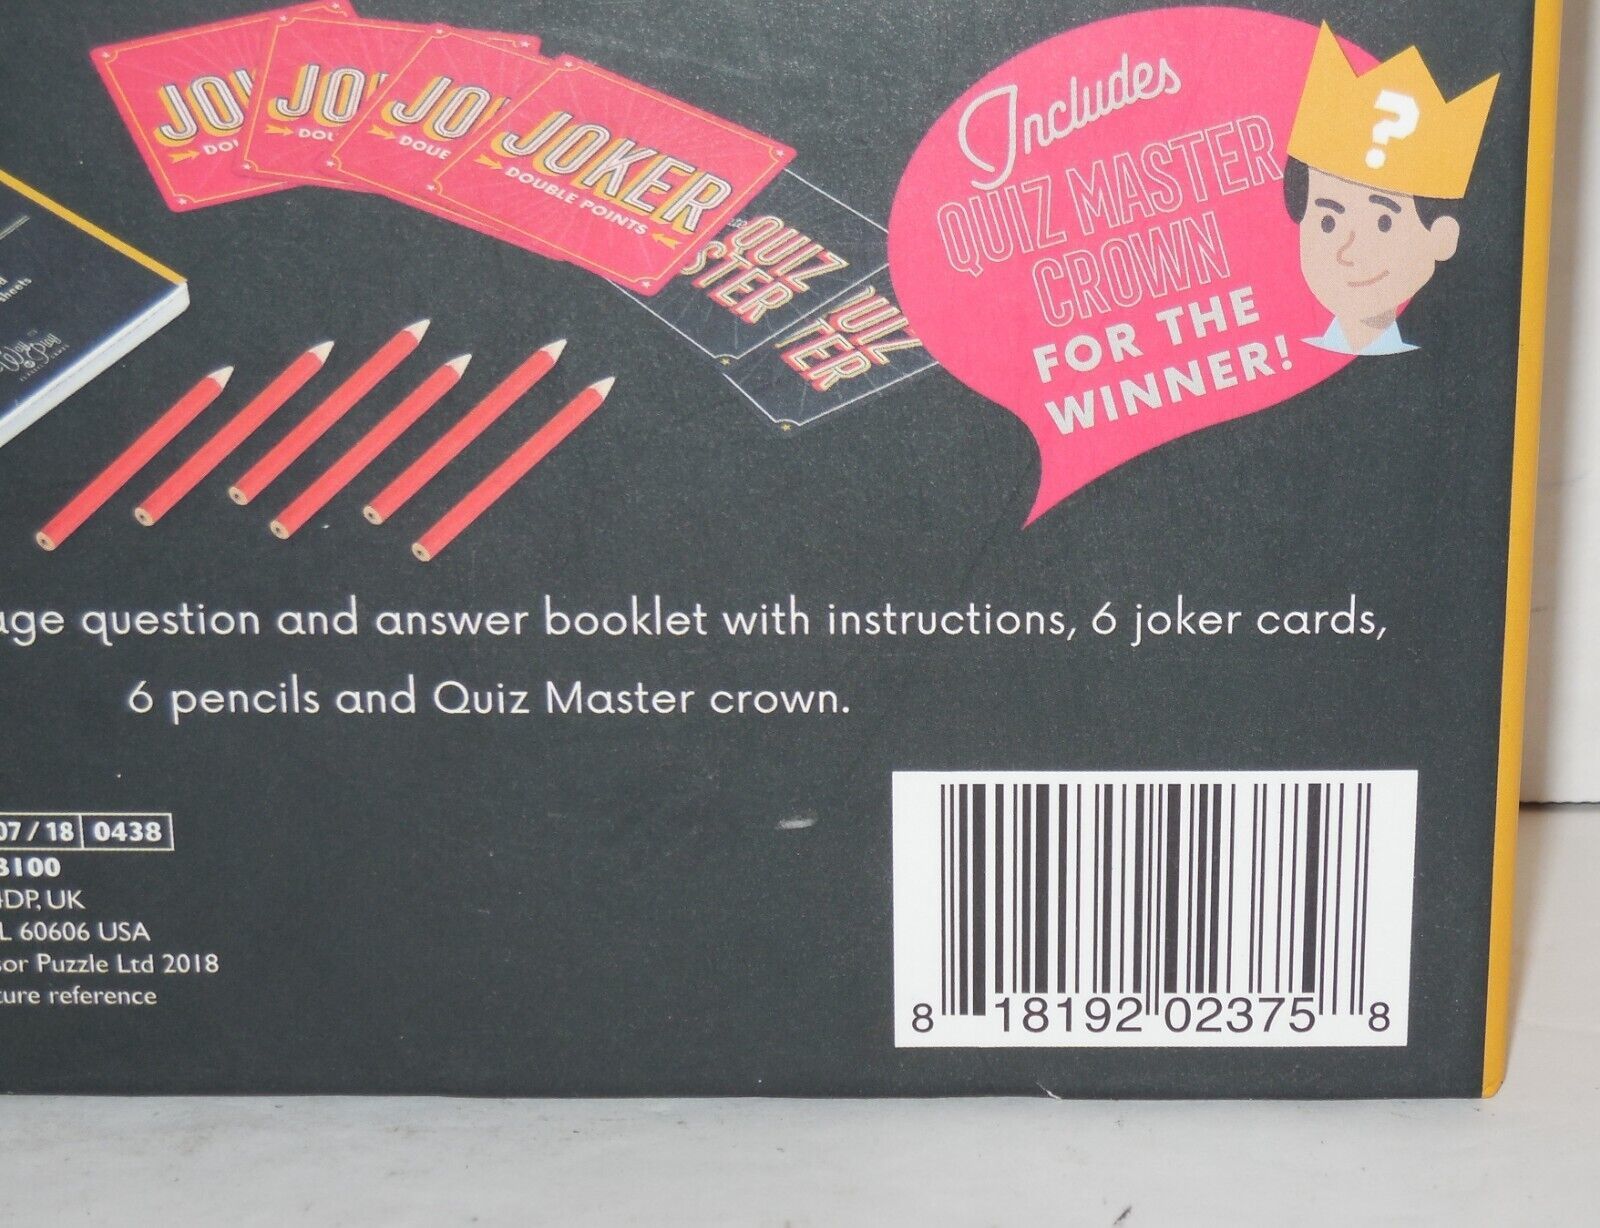 JOKER
DOUBLE POINTS
QUIZ
Includes
QUIZ MASTER
CROWN
FOR THE
WINNER!
?
sheets
age question and answer booklet with instructions, 6 joker cards,
6 pencils and Quiz Master crown.
07/18 0438
3100
4DP, UK
L 60606 USA
sor Puzzle Ltd 2018
ture reference
8 18192 02375 8